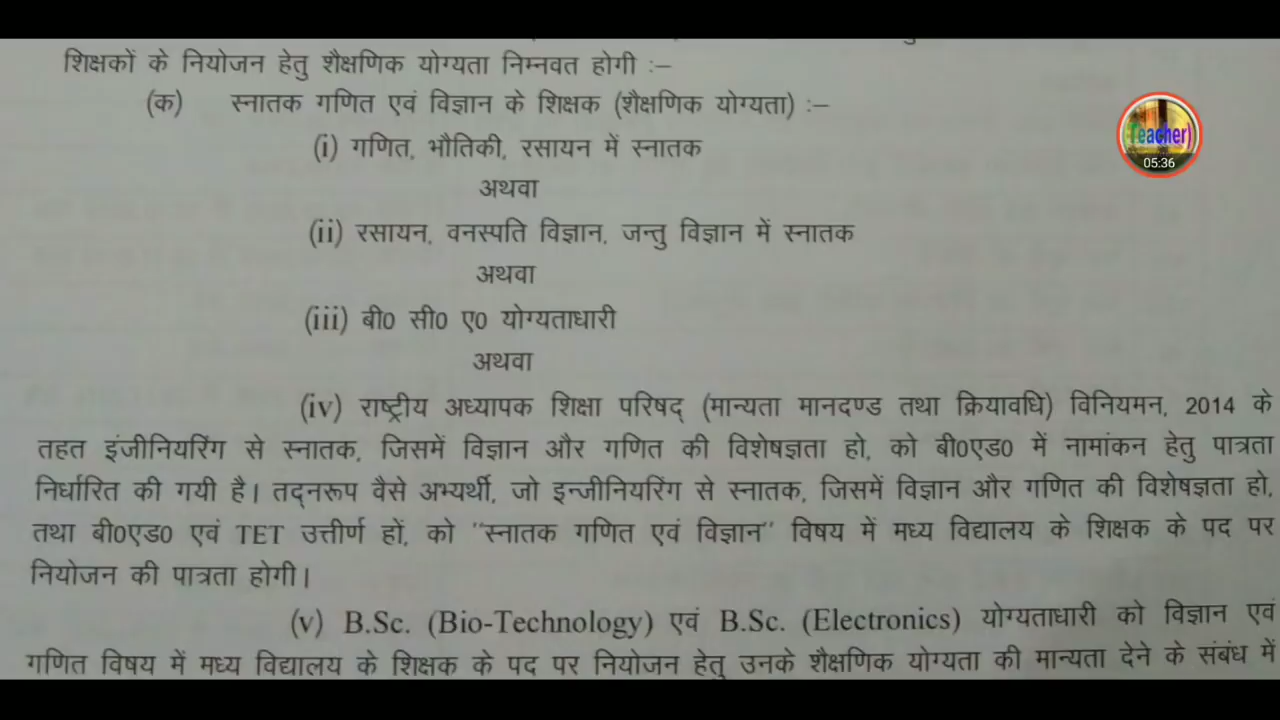 शिक्षकों के नियोजन हेतु शैक्षणिक योग्यता निम्नवत होगी :–
(क) स्नातक गणित एवं विज्ञान के शिक्षक (शैक्षणिक योग्यता) :–
(i) गणित, भौतिकी, रसायन में स्नातक
अथवा
(ii) रसायन, वनस्पति विज्ञान, जन्तु विज्ञान में स्नातक
अथवा
(iii) बी0 सी0 ए0 योग्यताधारी
अथवा
(iv) राष्ट्रीय अध्यापक शिक्षा परिषद् (मान्यता मानदण्ड तथा क्रियावधि) विनियमन, 2014 के
तहत इंजीनियरिंग से स्नातक, जिसमें विज्ञान और गणित की विशेषज्ञता हो, को बी0एड0 में नामांकन हेतु पात्रता
निर्धारित की गयी है। तद्नरूप वैसे अभ्यर्थी, जो इन्जीनियरिंग से स्नातक, जिसमें विज्ञान और गणित की विशेषज्ञता हो,
तथा बी0एड0 एवं TET उत्तीर्ण हों, को "स्नातक गणित एवं विज्ञान" विषय में मध्य विद्यालय के शिक्षक के पद पर
नियोजन की पात्रता होगी।
(v) B.Sc. (Bio-Technology) एवं B.Sc. (Electronics) योग्यताधारी को विज्ञान एवं
गणित विषय में मध्य विद्यालय के शिक्षक के पद पर नियोजन हेतु उनके शैक्षणिक योग्यता की मान्यता देने के संबंध में
Teacher
05:36